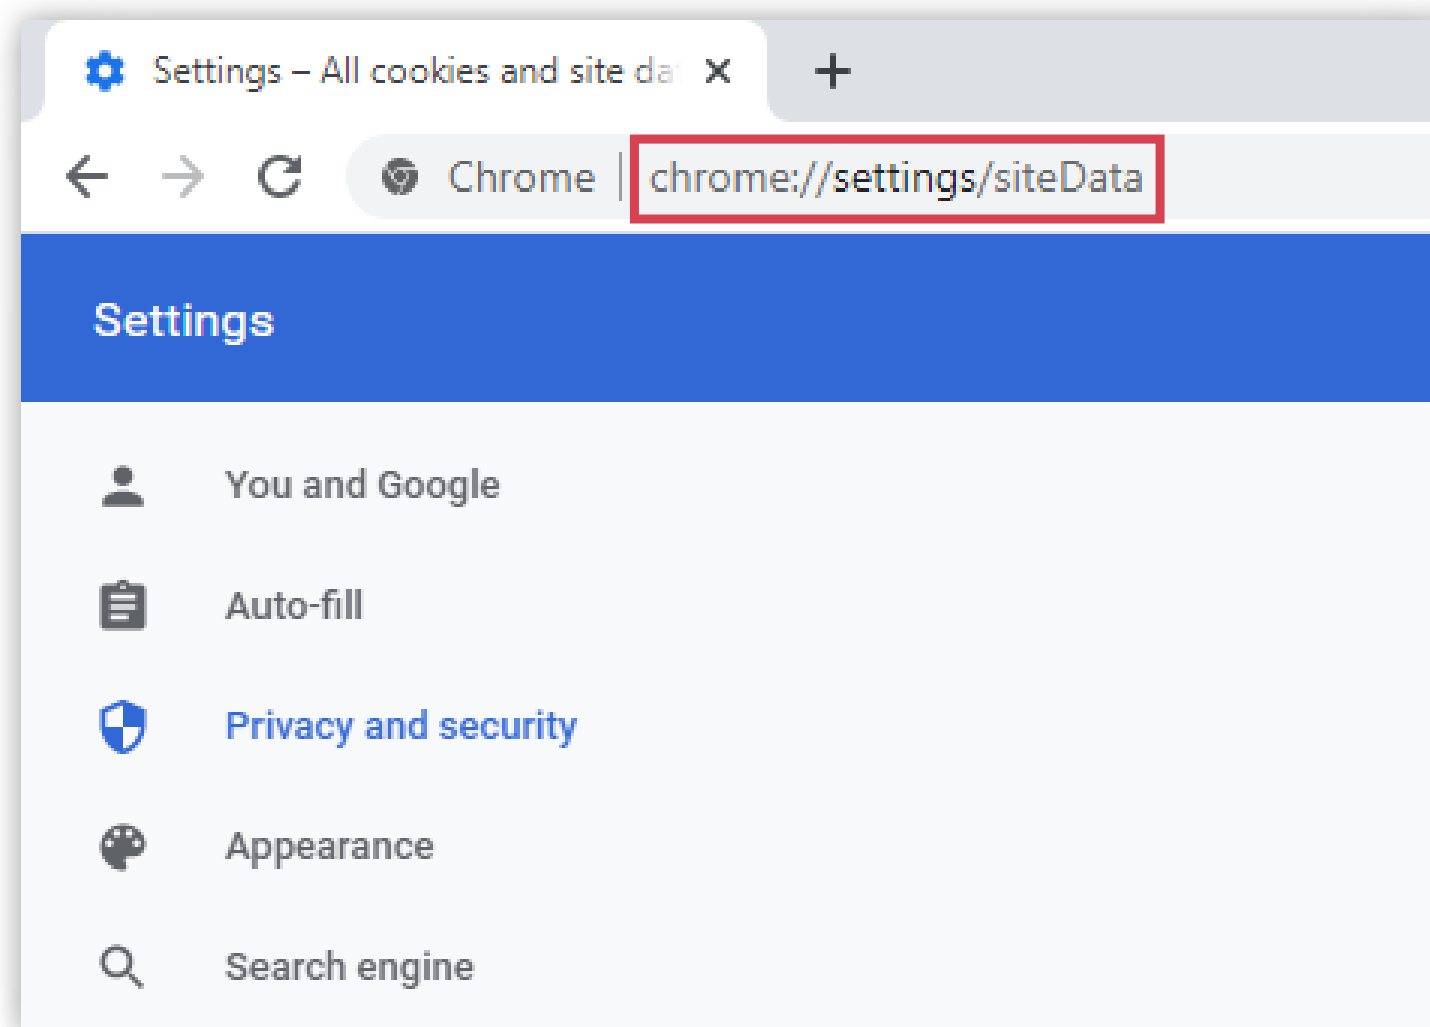 Settings – All cookies and site da
Chrome | chrome://settings/siteData
Settings
You and Google
Auto-fill
Privacy and security
Appearance
Search engine